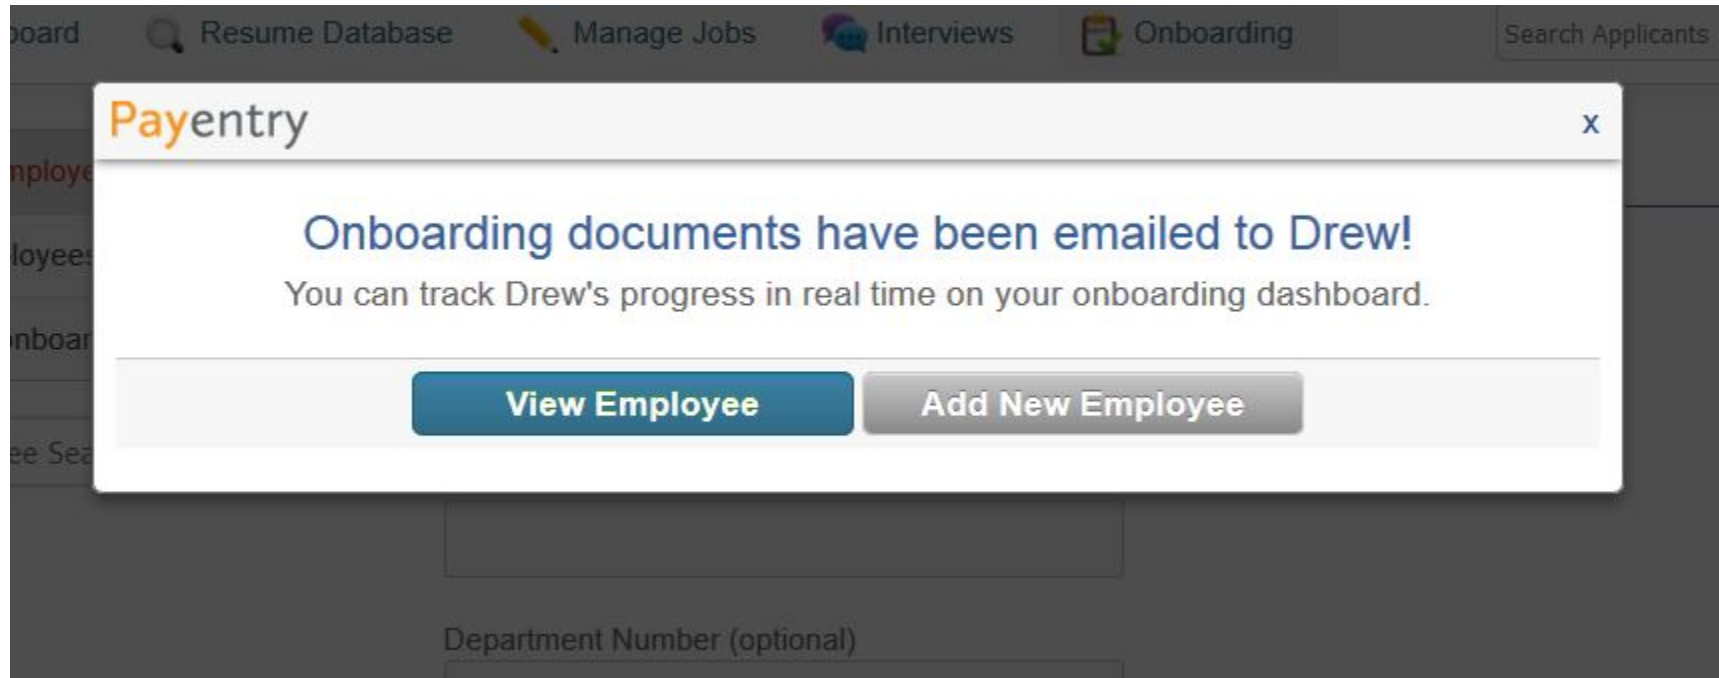 Resume Database Manage Jobs Interviews Onboarding Search Applicants
Payentry x
Onboarding documents have been emailed to Drew!
You can track Drew's progress in real time on your onboarding dashboard.
View Employee Add New Employee
Department Number (optional)